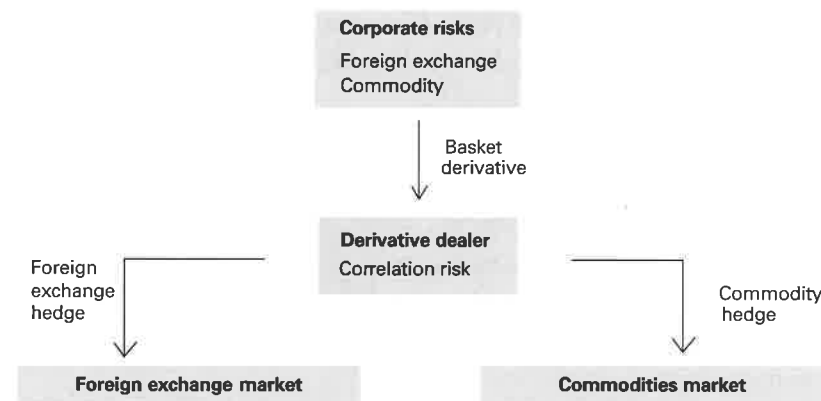 Corporate risks
Foreign exchange
Commodity
Basket
derivative
Derivative dealer
Correlation risk
Foreign
exchange
hedge
Commodity
hedge
Foreign exchange market
Commodities market